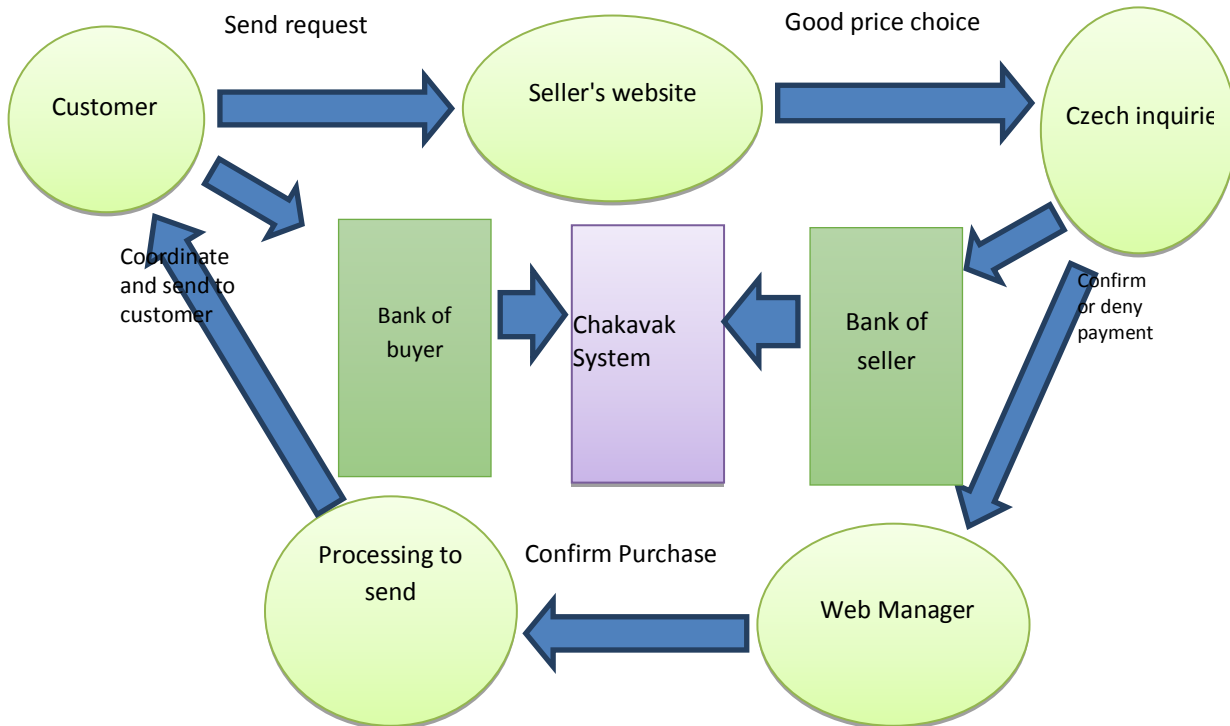 Send request
Good price choice
Customer
Seller's website
Czech inquirie
Coordinate
and send to
customer
Bank of
buyer
Chakavak
System
Bank of
seller
Confirm
or deny
payment
Processing to
send
Confirm Purchase
Web Manager